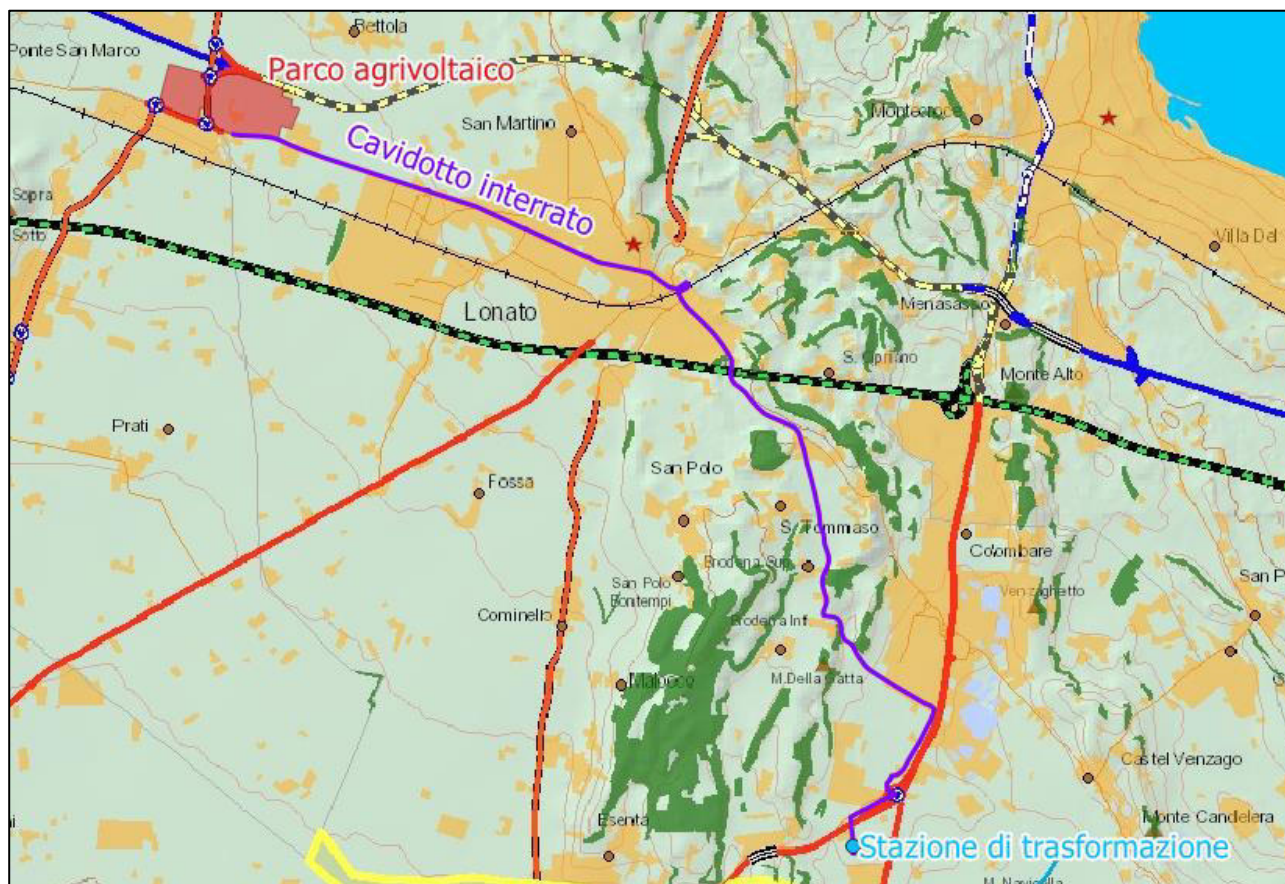 Bettola
Ponte San Marco
Parco agrivoltaico
San Martino
Montecroce
Cavidotto interrato
Sopra
Sotto
Villa Del
Lonato
Menasasso
S. Cipriano
Monte Alto
Prati
San Polo
Fossa
S. Tommaso
Colombare
Brodena Sup
San Polo
Bontempi
Venzaghetto
San P
Cominello
Brodena Inf
Malocco
M.Della Gatta
Castel Venzago
Esenta
Monte Candelera
Stazione di trasformazione
M. Navicella